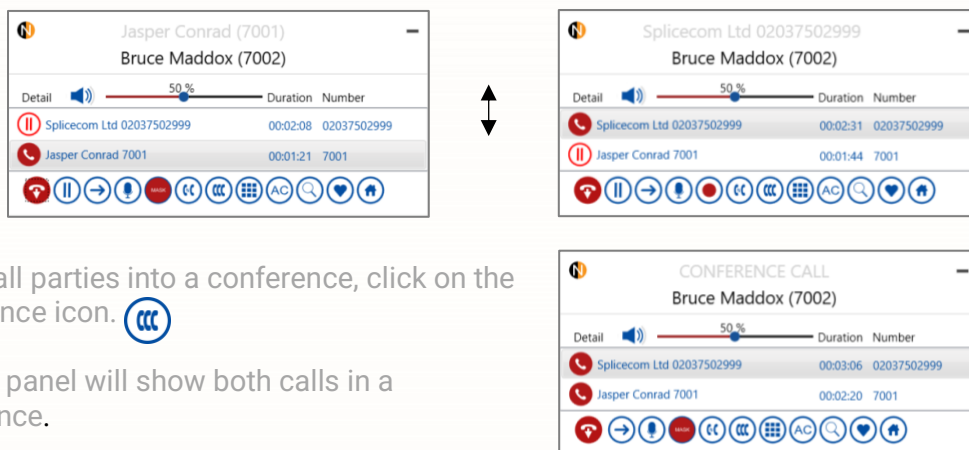 Jasper Conrad (7001)
Bruce Maddox (7002)
50 %
Detail Duration Number
Splicecom Ltd 02037502999 00:02:08 02037502999
Jasper Conrad 7001 00:01:21 7001
MASK AC
Splicecom Ltd 02037502999
Bruce Maddox (7002)
50 %
Detail Duration Number
Splicecom Ltd 02037502999 00:02:31 02037502999
Jasper Conrad 7001 00:01:44 7001
AC
all parties into a conference, click on the
nce icon.
panel will show both calls in a
nce.
CONFERENCE CALL
Bruce Maddox (7002)
50 %
Detail Duration Number
Splicecom Ltd 02037502999 00:03:06 02037502999
Jasper Conrad 7001 00:02:20 7001
MASK AC